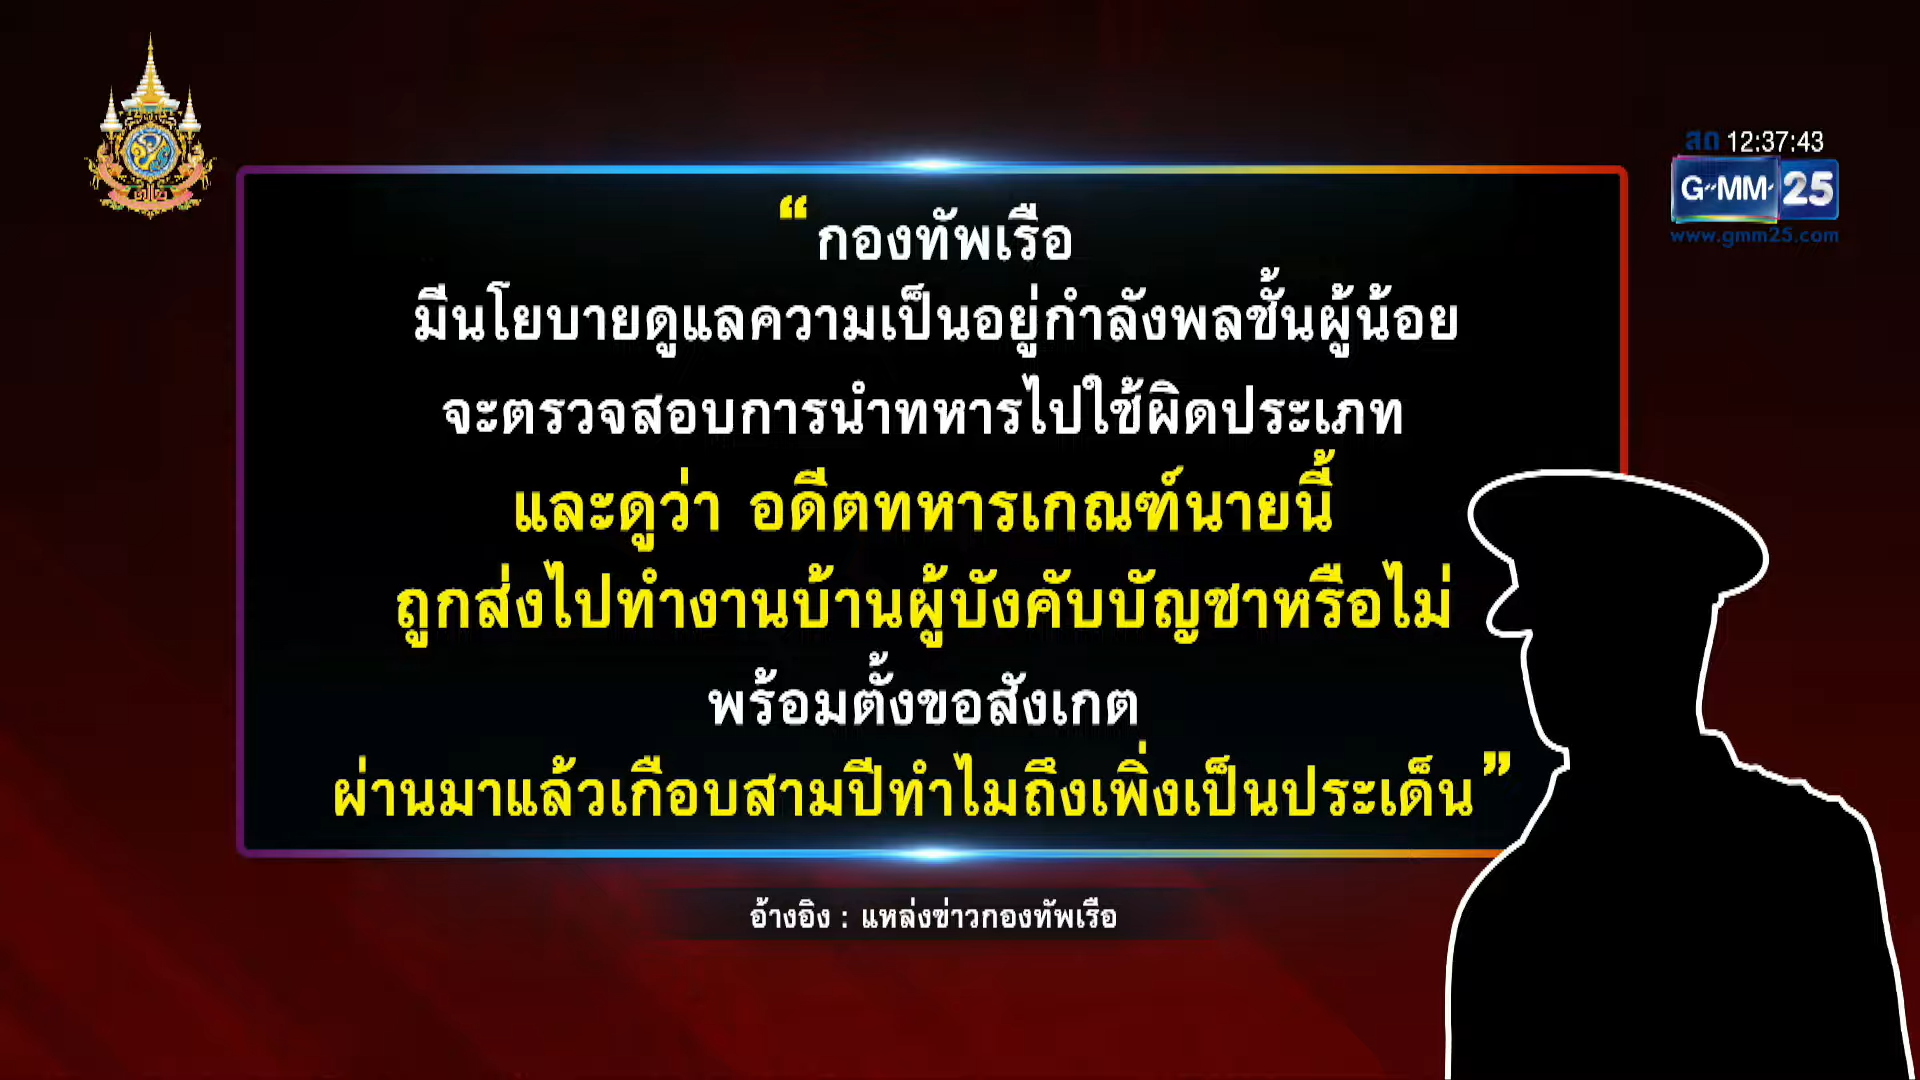 สด 12:37:43
G-MM- 25
www.gmm25.com
“ กองทัพเรือ
มีนโยบายดูแลความเป็นอยู่กำลังพลชั้นผู้น้อย
จะตรวจสอบการนำทหารไปใช้ผิดประเภท
และดูว่า อดีตทหารเกณฑ์นายนี้
ถูกส่งไปทำงานบ้านผู้บังคับบัญชาหรือไม่
พร้อมตั้งขอสังเกต
ผ่านมาแล้วเกือบสามปีทำไมถึงเพิ่งเป็นประเด็น ”
อ้างอิง : แหล่งข่าวกองทัพเรือ